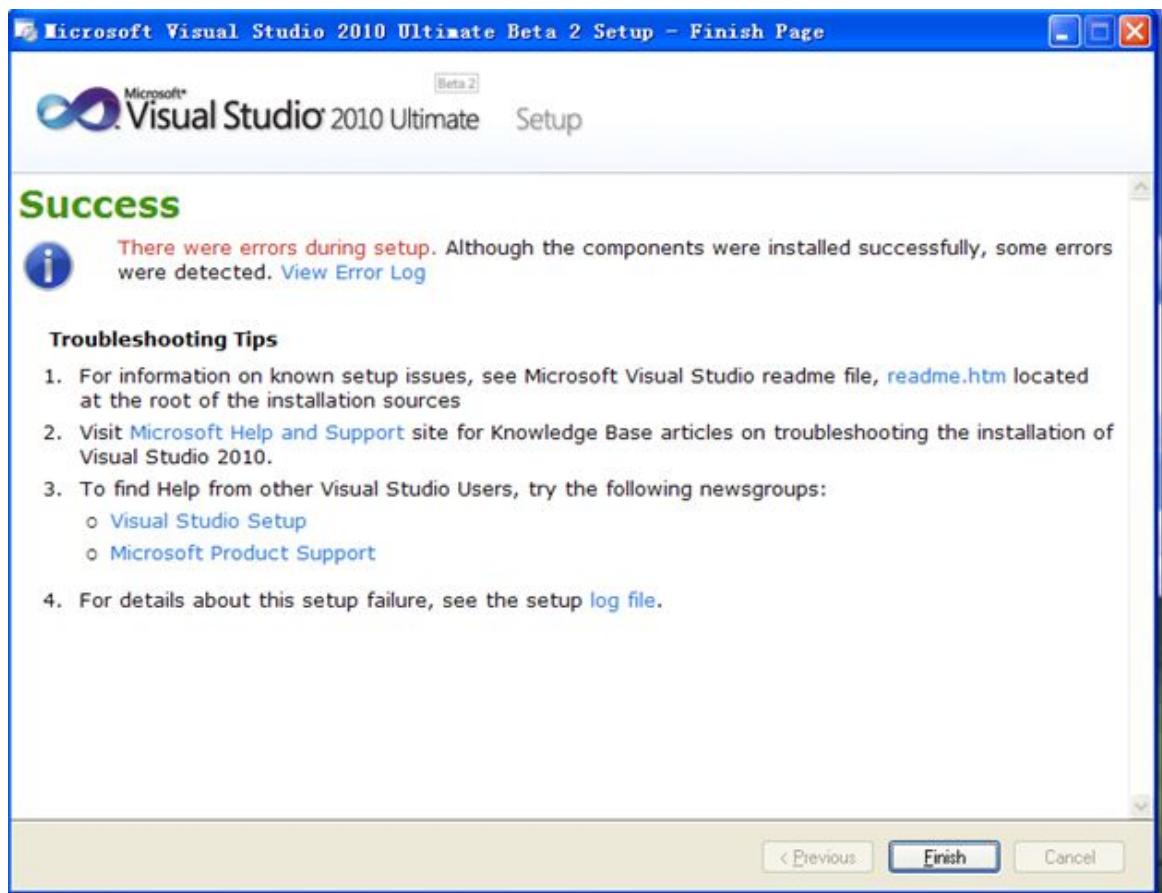 Microsoft Visual Studio 2010 Ultimate Beta 2 Setup - Finish Page
Beta 2
Microsoft®
Visual Studio® 2010 Ultimate Setup
Success
There were errors during setup. Although the components were installed successfully, some errors
were detected. View Error Log
Troubleshooting Tips
1. For information on known setup issues, see Microsoft Visual Studio readme file, readme.htm located
at the root of the installation sources
2. Visit Microsoft Help and Support site for Knowledge Base articles on troubleshooting the installation of
Visual Studio 2010.
3. To find Help from other Visual Studio Users, try the following newsgroups:
o Visual Studio Setup
o Microsoft Product Support
4. For details about this setup failure, see the setup log file.
< Previous Finish Cancel